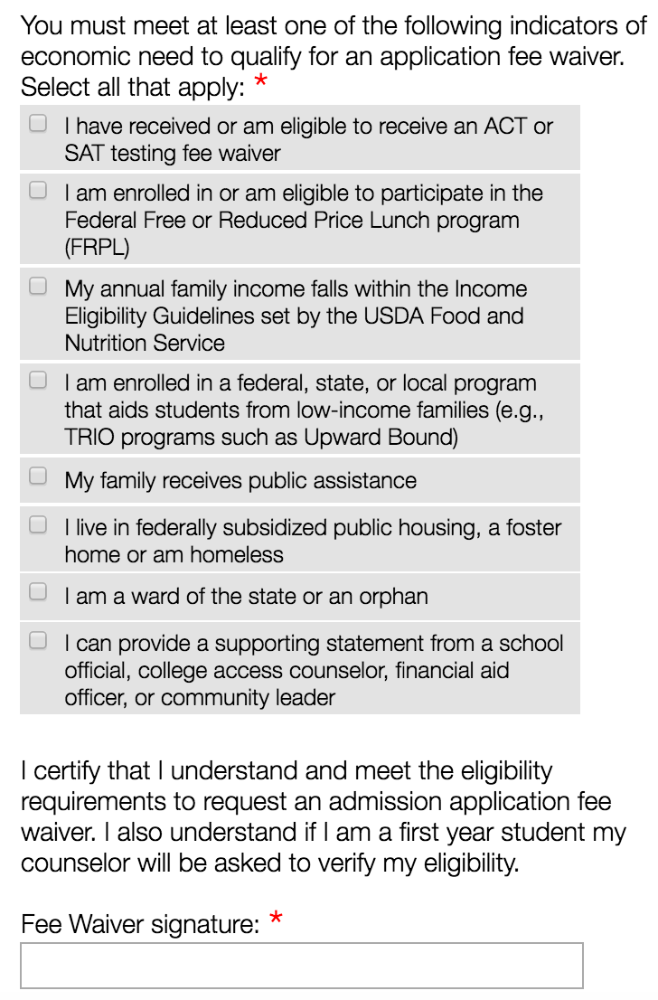 You must meet at least one of the following indicators of
economic need to qualify for an application fee waiver.
Select all that apply: *
I have received or am eligible to receive an ACT or
SAT testing fee waiver
I am enrolled in or am eligible to participate in the
Federal Free or Reduced Price Lunch program
(FRPL)
My annual family income falls within the Income
Eligibility Guidelines set by the USDA Food and
Nutrition Service
I am enrolled in a federal, state, or local program
that aids students from low-income families (e.g.,
TRIO programs such as Upward Bound)
My family receives public assistance
I live in federally subsidized public housing, a foster
home or am homeless
I am a ward of the state or an orphan
I can provide a supporting statement from a school
official, college access counselor, financial aid
officer, or community leader
I certify that I understand and meet the eligibility
requirements to request an admission application fee
waiver. I also understand if I am a first year student my
counselor will be asked to verify my eligibility.
Fee Waiver signature: *